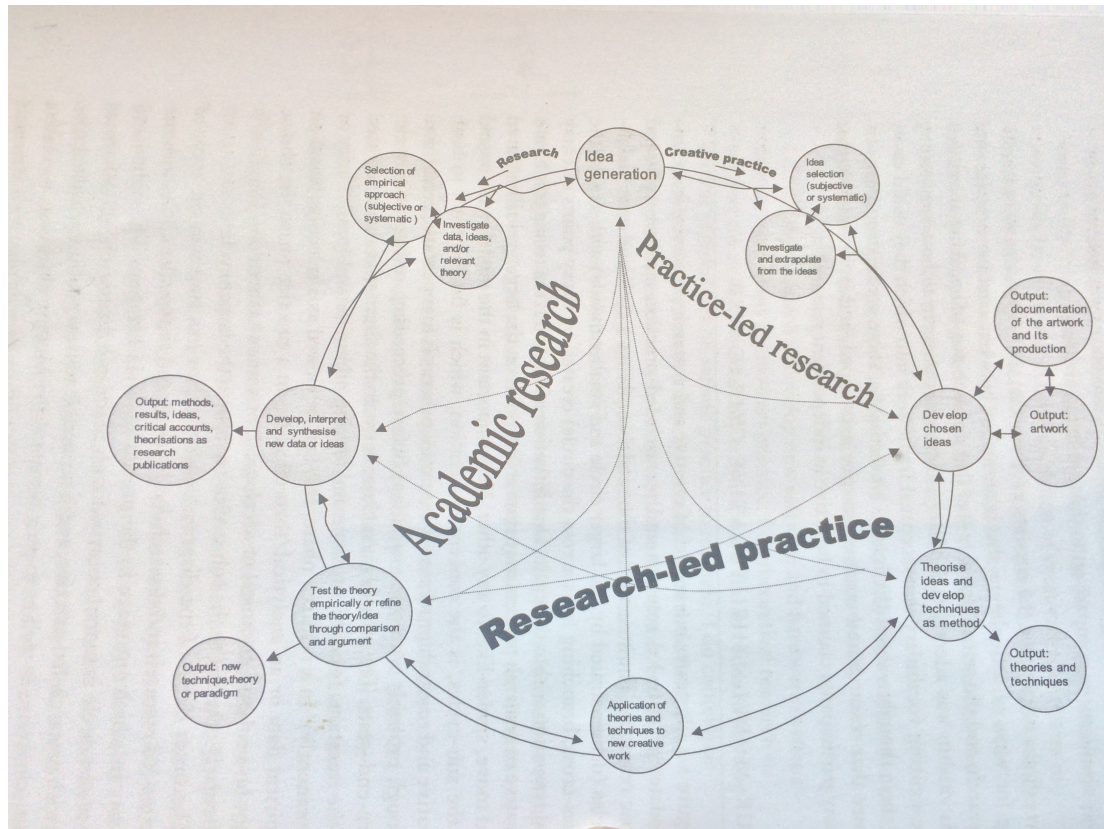 Idea
generation
Research
Creative practice
Selection of
empirical
approach
(subjective or
systematic )
Investigate
data, ideas,
and/or
relevant
theory
Idea
selection
(subjective
or systematic)
Investigate
and extrapolate
from the ideas
Practice-led research
Academic research
Research-led practice
Output:
documentation
of the artwork
and Its
production
Output:
artwork
Develop
chosen
ideas
Output: methods,
results, ideas,
critical accounts,
theorisations as
research
publications
Develop, interpret
and synthesise
new data or ideas
Theorise
ideas and
develop
techniques
as method
Output:
theories and
techniques
Test the theory
empirically or refine
the theory/idea
through comparison
and argument
Output: new
technique,theory
or paradigm
Application of
theories and
techniques to
new creative
work